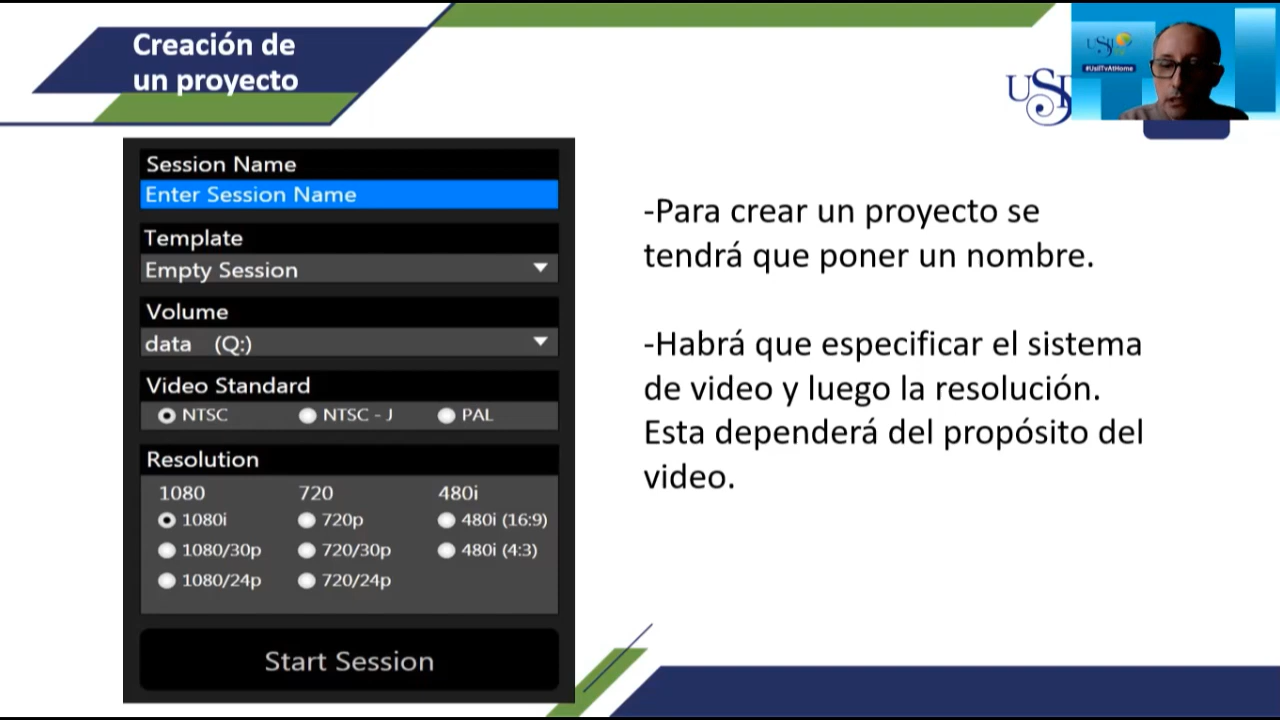 Creación de
un proyecto
USIL
#UsilTvAtHome
Session Name
Enter Session Name
Template
Empty Session
Volume
data (Q:)
Video Standard
NTSC NTSC - J PAL
Resolution
1080 720 480i
1080i 720p 480i (16:9)
1080/30p 720/30p 480i (4:3)
1080/24p 720/24p
Start Session
-Para crear un proyecto se
tendrá que poner un nombre.
-Habrá que especificar el sistema
de video y luego la resolución.
Esta dependerá del propósito del
video.